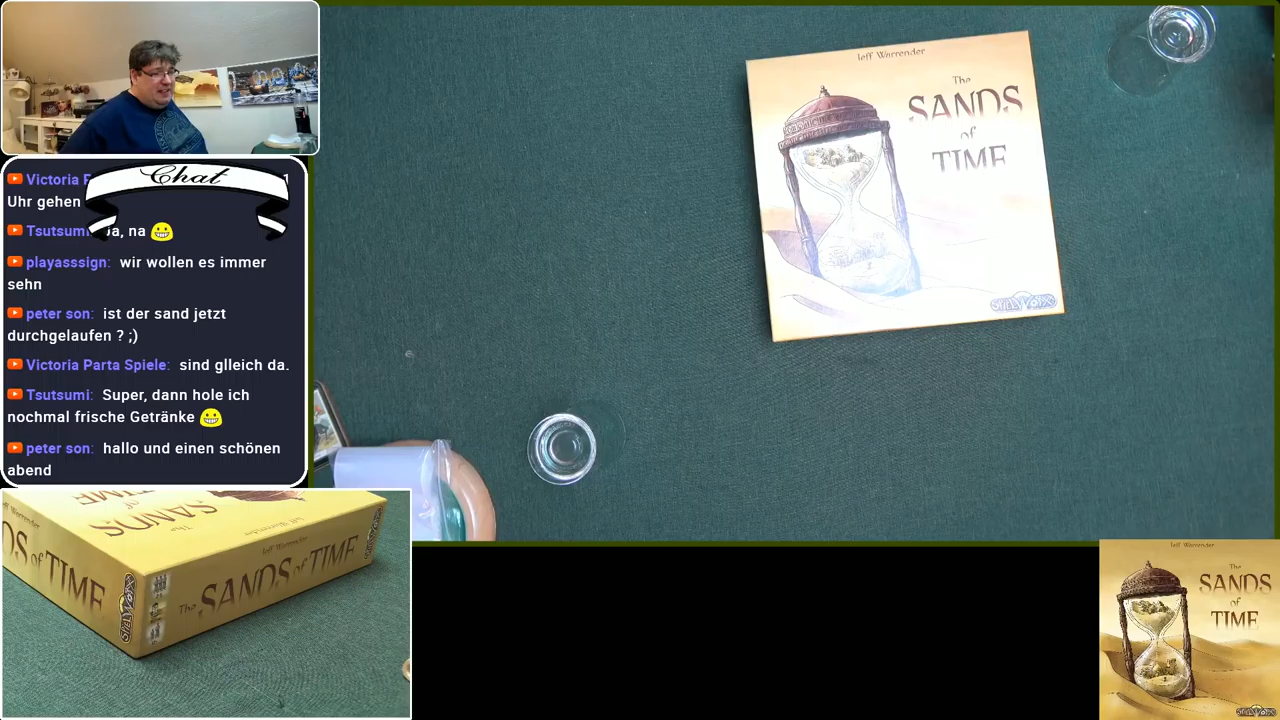 Chat
Victoria
Uhr gehen
Tsutsumi: Ja, na
playasssign: wir wollen es immer
sehn
peter son: ist der sand jetzt
durchgelaufen ? ;)
Victoria Parta Spiele: sind glleich da.
Tsutsumi: Super, dann hole ich
nochmal frische Getränke
peter son: hallo und einen schönen
abend
Jeff Warrender
The
SANDS
of
TIME
SPIELWORXX
The SANDS of TIME
Jeff Warrender
SPIELWORXX
of TIME
Jeff Warrender
The
SANDS
of
TIME
SPIELWORXX